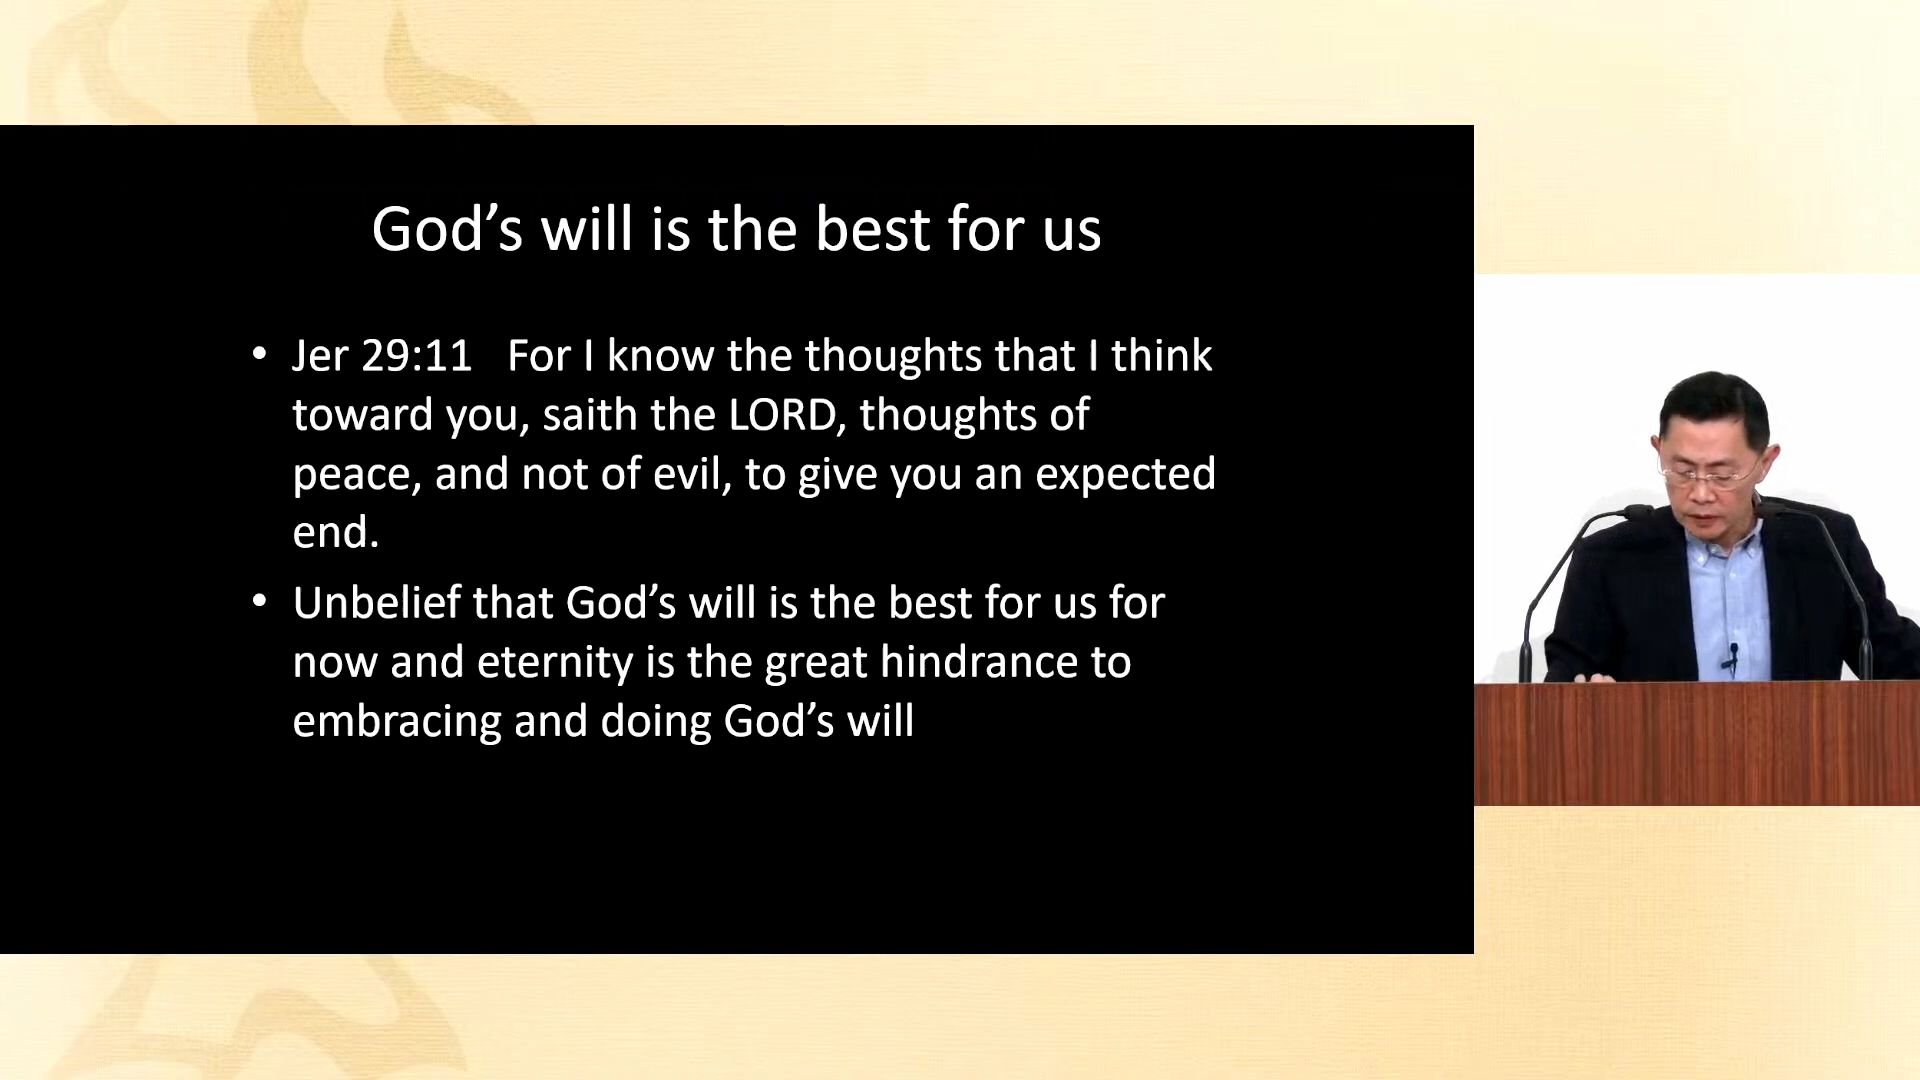 God’s will is the best for us
• Jer 29:11 For I know the thoughts that I think
toward you, saith the LORD, thoughts of
peace, and not of evil, to give you an expected
end.
• Unbelief that God’s will is the best for us for
now and eternity is the great hindrance to
embracing and doing God’s will